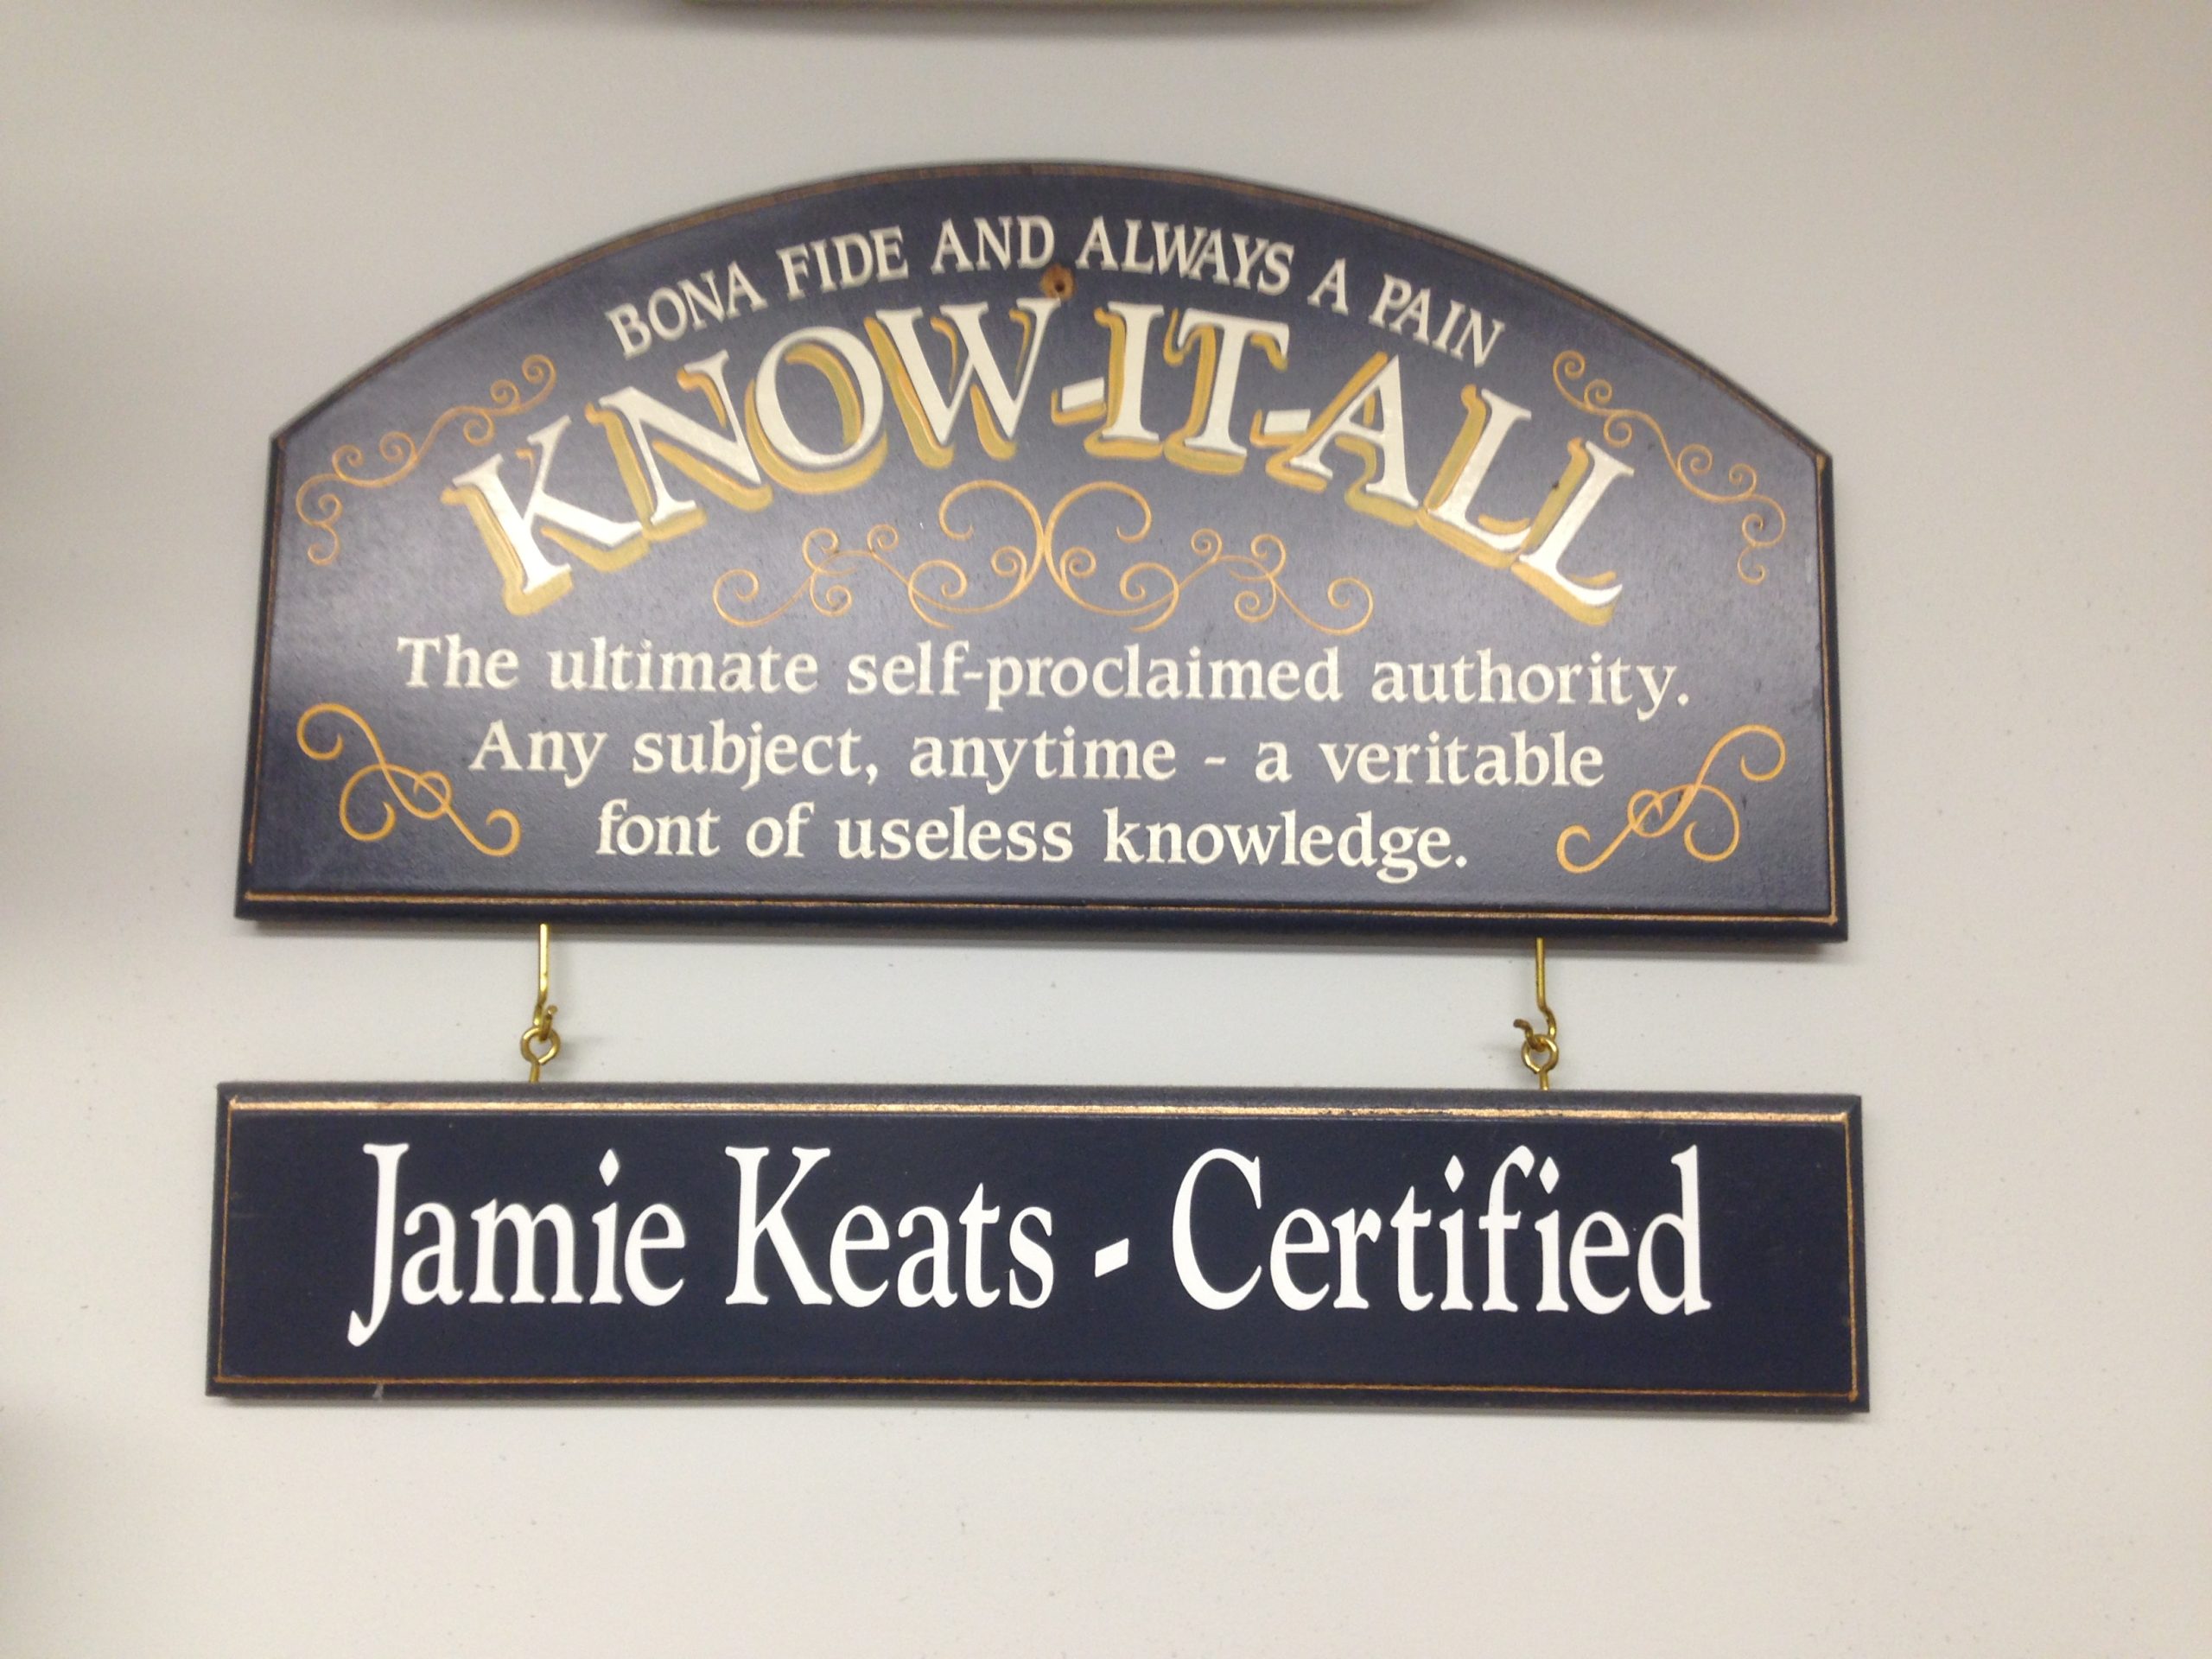 BONA FIDE AND ALWAYS A PAIN
KNOW-IT-ALL
The ultimate self-proclaimed authority.
Any subject, anytime - a veritable
font of useless knowledge.
Jamie Keats - Certified